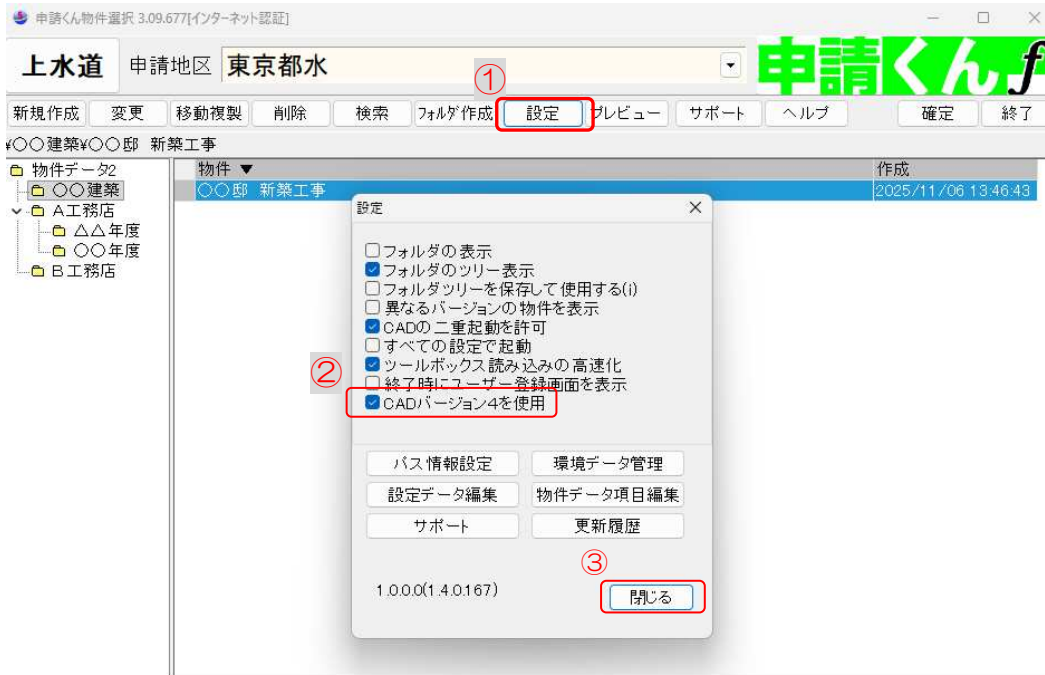 申請くん物件選択 3.09.677[インターネット認証]
上水道 申請地区 東京都水
申請くんf
①
新規作成 変更 移動複製 削除 検索 フォルダ作成 設定 プレビュー サポート ヘルプ 確定 終了
¥〇〇建築¥〇〇邸 新築工事
物件データ2
〇〇建築
A工務店
△△年度
〇〇年度
B工務店
物件 ▼ 作成
〇〇邸 新築工事 2025/11/06 13:46:43
設定
フォルダの表示
フォルダのツリー表示
フォルダツリーを保存して使用する(i)
異なるバージョンの物件を表示
CADの二重起動を許可
すべての設定で起動
ツールボックス読み込みの高速化
終了時にユーザー登録画面を表示
②
CADバージョン4を使用
パス情報設定 環境データ管理
設定データ編集 物件データ項目編集
サポート 更新履歴
③
1.0.0.0(1.4.0.167) 閉じる